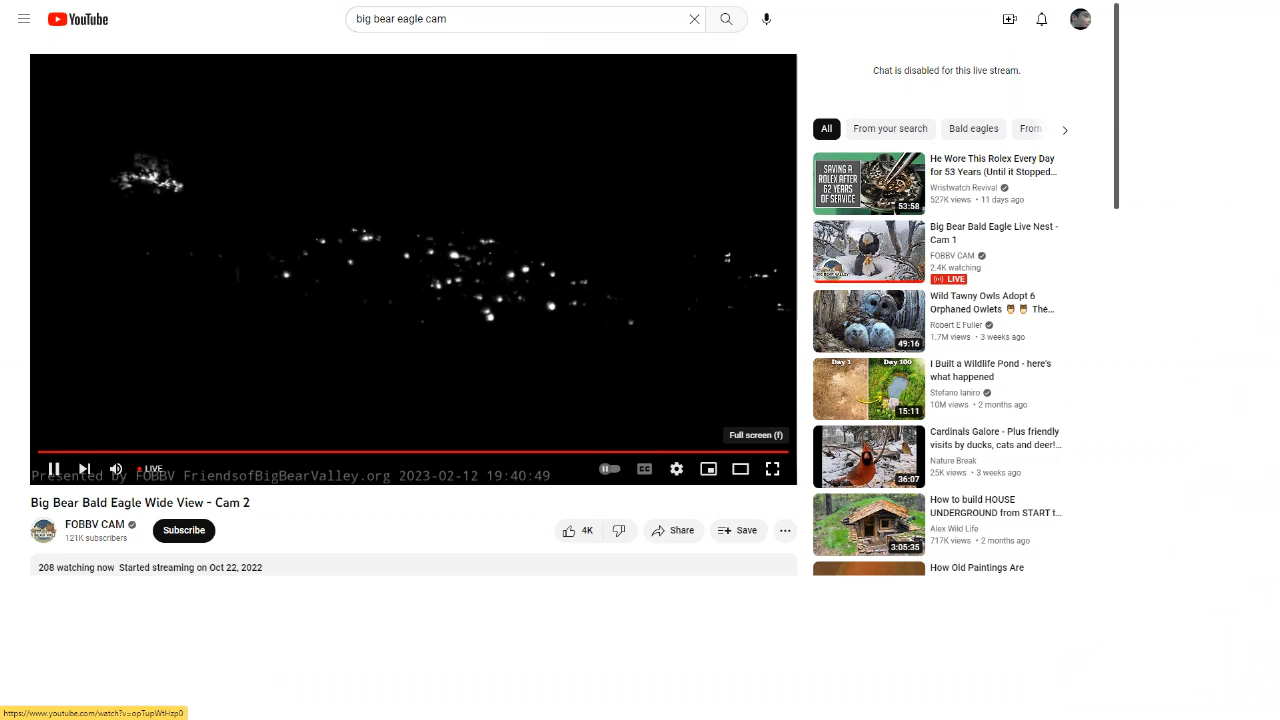 YouTube
big bear eagle cam
Chat is disabled for this live stream.
All
From your search
Bald eagles
From
SAVING A
ROLEX AFTER
62 YEARS
OF SERVICE
53:58
He Wore This Rolex Every Day
for 53 Years (Until it Stopped...
Wristwatch Revival
527K views • 11 days ago
BIG BEAR VALLEY
Big Bear Bald Eagle Live Nest -
Cam 1
FOBBV CAM
2.4K watching
LIVE
49:16
Wild Tawny Owls Adopt 6
Orphaned Owlets 👨 👨 The...
Robert E Fuller
1.7M views • 3 weeks ago
Day 1
Day 100
15:11
I Built a Wildlife Pond - here's
what happened
Stefano Ianiro
10M views • 2 months ago
36:07
Cardinals Galore - Plus friendly
visits by ducks, cats and deer!...
Nature Break
25K views • 3 weeks ago
3:05:35
How to build HOUSE
UNDERGROUND from START t...
Alex Wild Life
717K views • 2 months ago
How Old Paintings Are
Full screen (f)
LIVE
CC
Presented by FOBBV FriendsofBigBearValley.org 2023-02-12 19:40:49
Big Bear Bald Eagle Wide View - Cam 2
FOBBV CAM
121K subscribers
Subscribe
4K
Share
Save
208 watching now Started streaming on Oct 22, 2022
https://www.youtube.com/watch?v=opTupWtHzp0